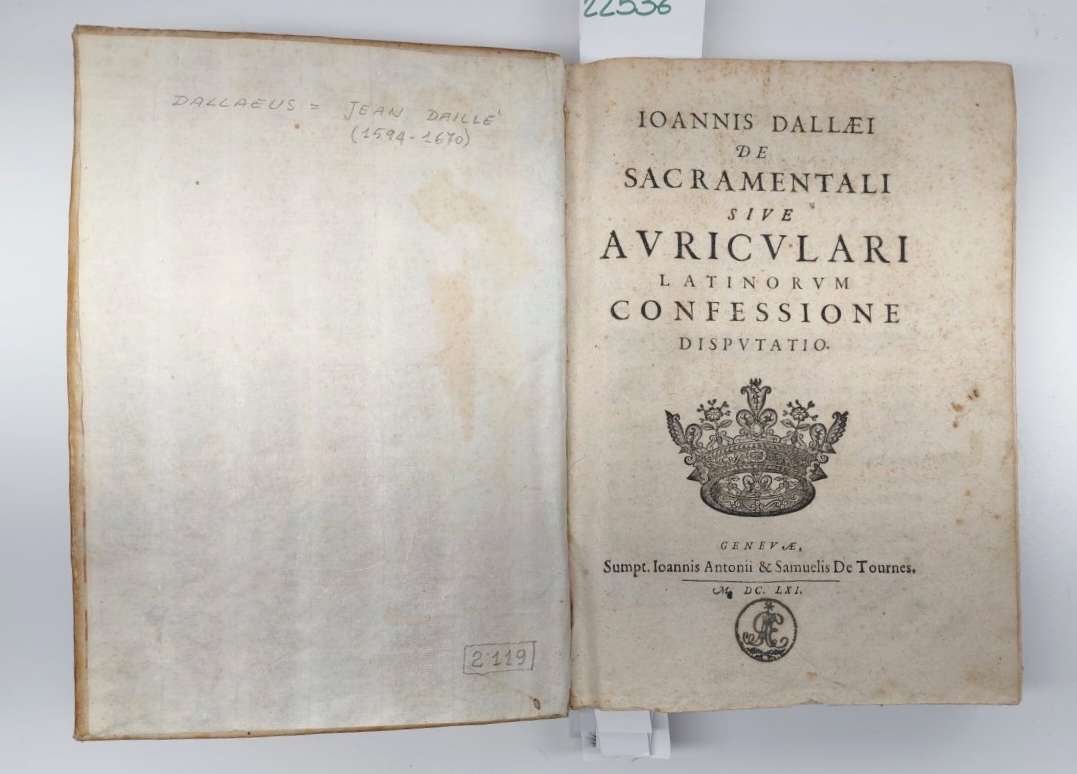 22536
DALLAEUS = JEAN DAILLÉ
(1594-1670)
2119
IOANNIS DALLÆI
DE
SACRAMENTALI
SIVE
AVRICVLARI
LATINORVM
CONFESSIONE
DISPVTATIO.
GENEVÆ,
Sumpt. Ioannis Antonii & Samuelis De Tournes.
M. DC. LXI.